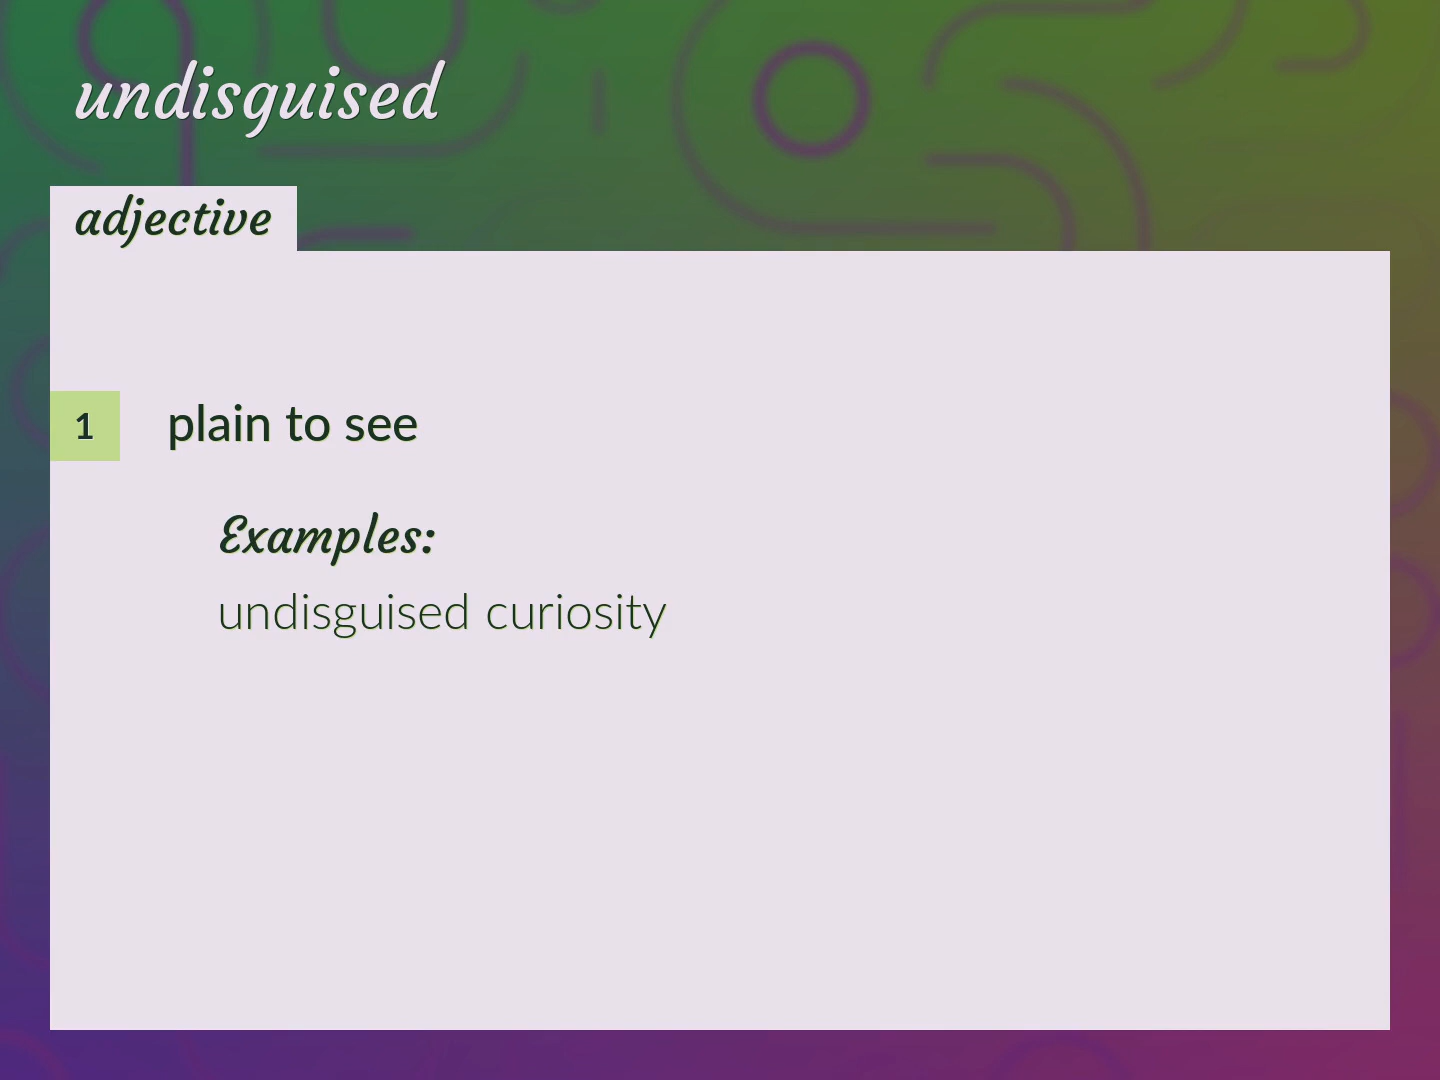 undisguised
adjective
1 plain to see
Examples:
undisguised curiosity